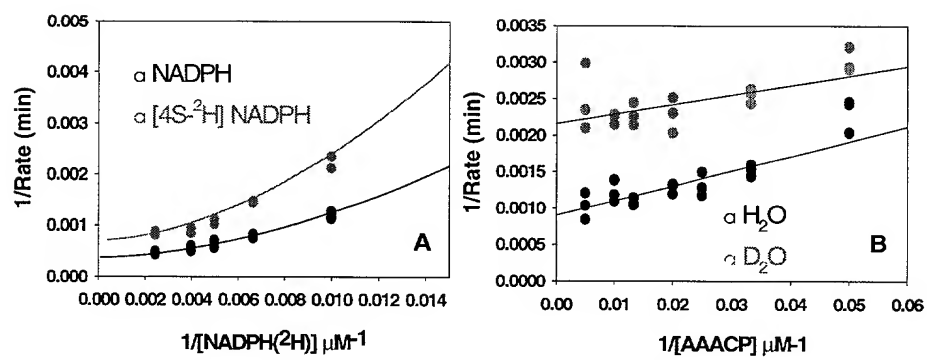 0.005
0.004
0.003
0.002
0.001
0.000
1/Rate (min)
α NADPH
α [4S-²H] NADPH
A
0.000 0.002 0.004 0.006 0.008 0.010 0.012 0.014
1/[NADPH(²H)] μM⁻¹
0.0035
0.0030
0.0025
0.0020
0.0015
0.0010
0.0005
0.0000
1/Rate (min)
α H₂O
α D₂O
B
0.00 0.01 0.02 0.03 0.04 0.05 0.06
1/[AAACP] μM-1